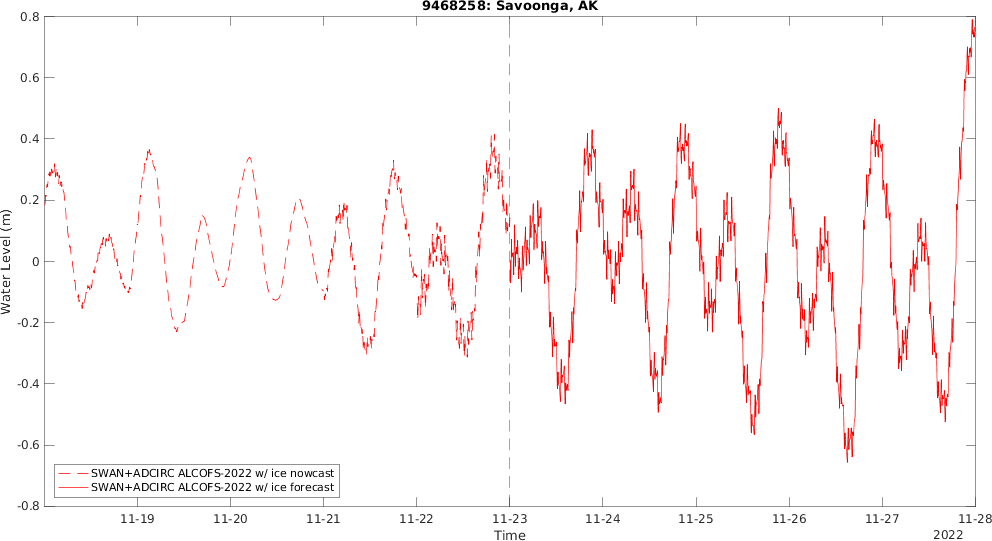 9468258: Savoonga, AK
0.8
0.6
0.4
0.2
0
-0.2
-0.4
-0.6
-0.8
Water Level (m)
SWAN+ADCIRC ALCOFS-2022 w/ ice nowcast
SWAN+ADCIRC ALCOFS-2022 w/ ice forecast
11-19 11-20 11-21 11-22 11-23 11-24 11-25 11-26 11-27 11-28
Time
2022